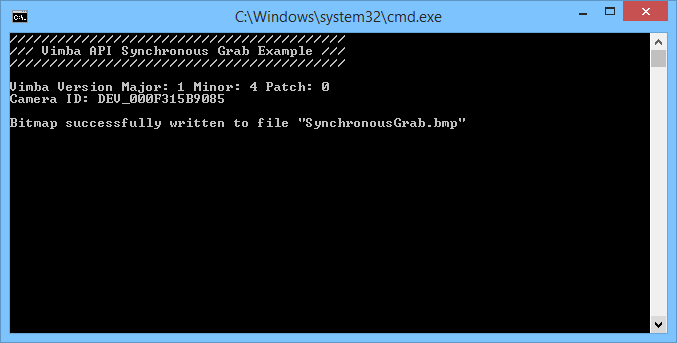 C:\Windows\system32\cmd.exe
//////////////////////////////////////////
/// Vimba API Synchronous Grab Example ///
//////////////////////////////////////////
Vimba Version Major: 1 Minor: 4 Patch: 0
Camera ID: DEV_000F315B9085
Bitmap successfully written to file "SynchronousGrab.bmp"